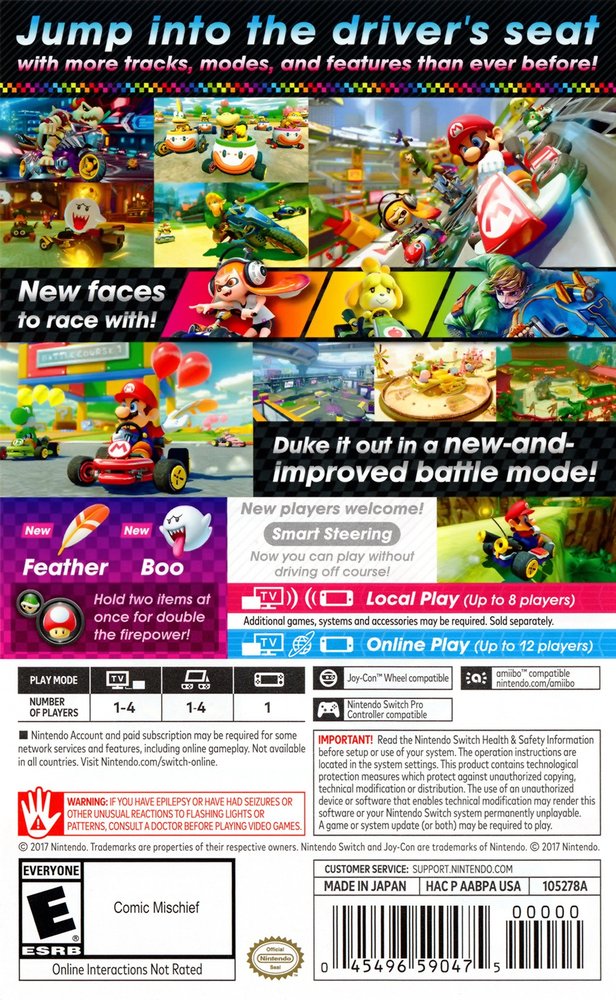 Jump into the driver's seat
with more tracks, modes, and features than ever before!
New faces
to race with!
BATTLE COURSE 1
Duke it out in a new-and-
improved battle mode!
New
Feather
New
Boo
Hold two items at
once for double
the firepower!
New players welcome!
Smart Steering
Now you can play without
driving off course!
TV Local Play (Up to 8 players)
Additional games, systems and accessories may be required. Sold separately.
TV Online Play (Up to 12 players)
PLAY MODE TV
NUMBER
OF PLAYERS
1-4 1-4 1
Joy-Con™ Wheel compatible
amiibo™ compatible
nintendo.com/amiibo
Nintendo Switch Pro
Controller compatible
■ Nintendo Account and paid subscription may be required for some
network services and features, including online gameplay. Not available
in all countries. Visit Nintendo.com/switch-online.
WARNING: IF YOU HAVE EPILEPSY OR HAVE HAD SEIZURES OR
OTHER UNUSUAL REACTIONS TO FLASHING LIGHTS OR
PATTERNS, CONSULT A DOCTOR BEFORE PLAYING VIDEO GAMES.
IMPORTANT! Read the Nintendo Switch Health & Safety Information
before setup or use of your system. The operation instructions are
located in the system settings. This product contains technological
protection measures which protect against unauthorized copying,
technical modification or distribution. The use of an unauthorized
device or software that enables technical modification may render this
software or your Nintendo Switch system permanently unplayable.
A game or system update (or both) may be required to play.
© 2017 Nintendo. Trademarks are property of their respective owners. Nintendo Switch and Joy-Con are trademarks of Nintendo. © 2017 Nintendo.
EVERYONE
E
ESRB
Comic Mischief
Online Interactions Not Rated
Official
Nintendo
Seal
CUSTOMER SERVICE: SUPPORT.NINTENDO.COM
MADE IN JAPAN HAC P AABPA USA 105278A
00000
0 45496 59047 5